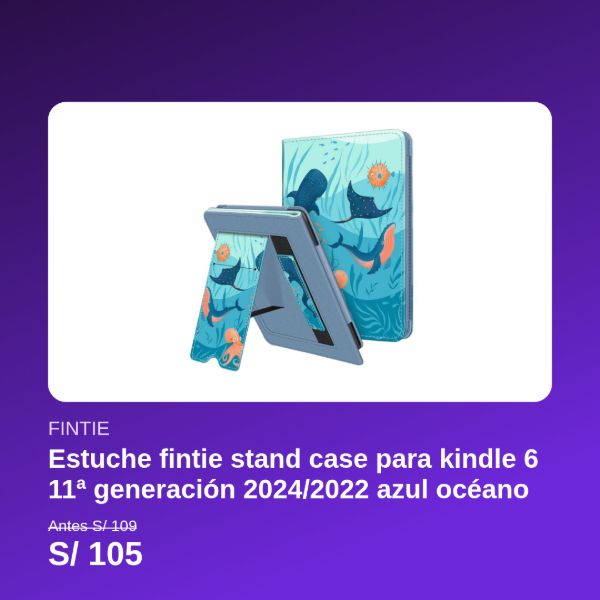 FINTIE
Estuche fintie stand case para kindle 6
11ª generación 2024/2022 azul océano
Antes S/ 109
S/ 105